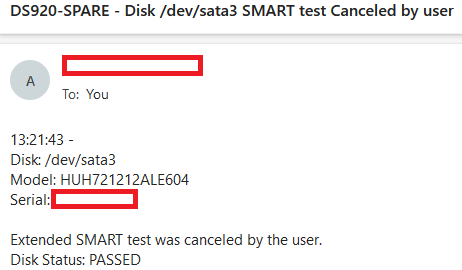 DS920-SPARE - Disk /dev/sata3 SMART test Canceled by user
A
To: You
13:21:43 -
Disk: /dev/sata3
Model: HUH721212ALE604
Serial:
Extended SMART test was canceled by the user.
Disk Status: PASSED